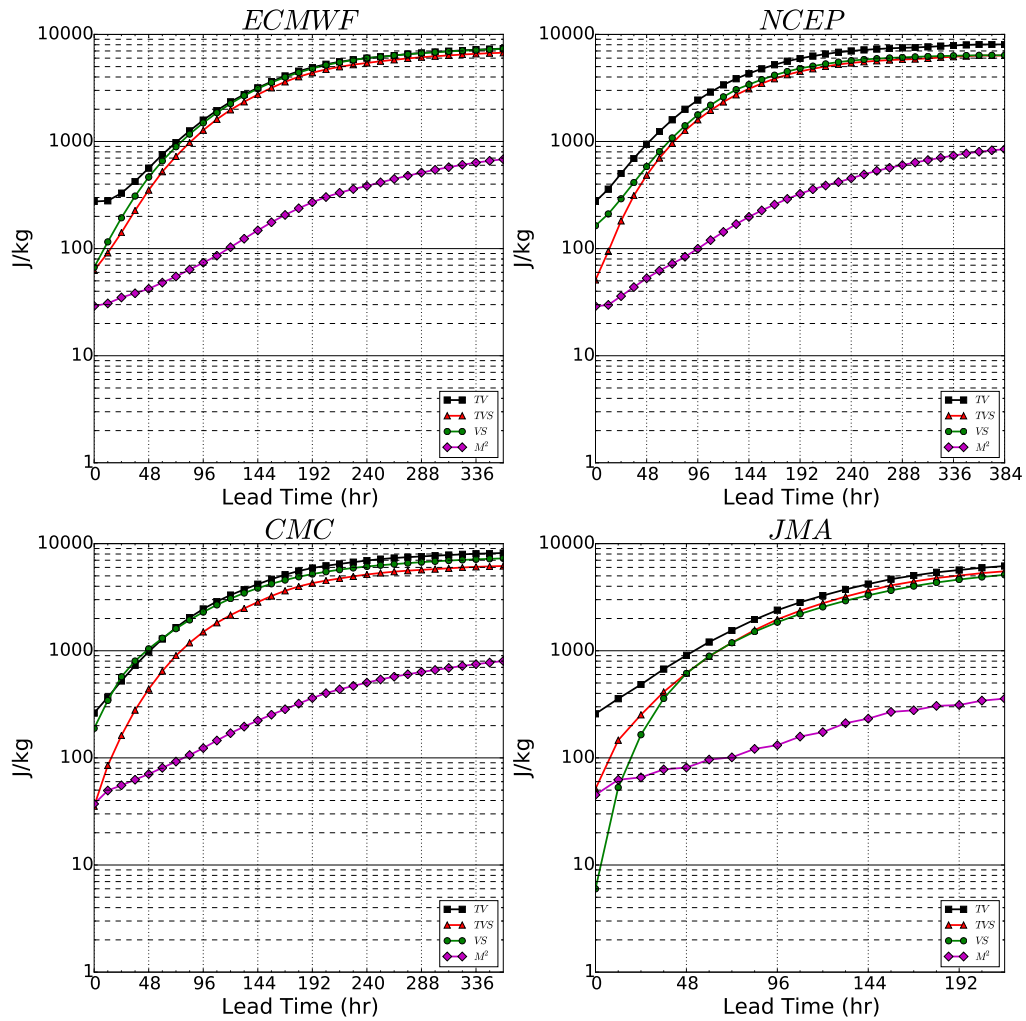 ECMWF
10000
1000
100
10
1
J/kg
TV
TVS
VS
M²
0 48 96 144 192 240 288 336
Lead Time (hr)
NCEP
10000
1000
100
10
1
J/kg
TV
TVS
VS
M²
0 48 96 144 192 240 288 336 384
Lead Time (hr)
CMC
10000
1000
100
10
1
J/kg
TV
TVS
VS
M²
0 48 96 144 192 240 288 336
Lead Time (hr)
JMA
10000
1000
100
10
1
J/kg
TV
TVS
VS
M²
0 48 96 144 192
Lead Time (hr)